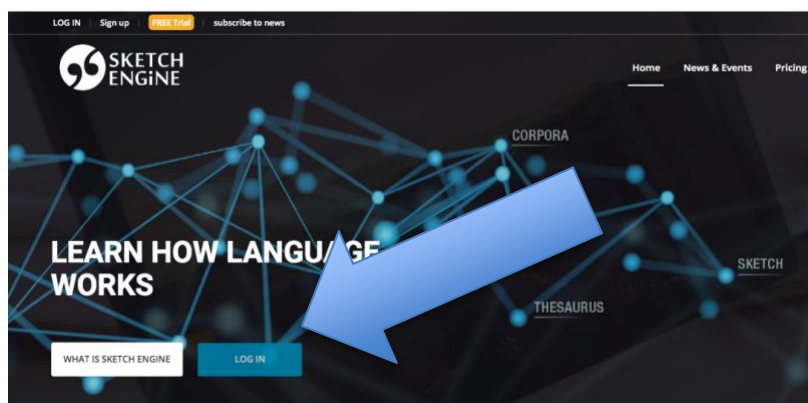 LOG IN Sign up FREE Trial subscribe to news
SKETCH
ENGiNE
Home News & Events Pricing
CORPORA
LEARN HOW LANGUAGE
WORKS
SKETCH
THESAURUS
WHAT IS SKETCH ENGINE LOG IN